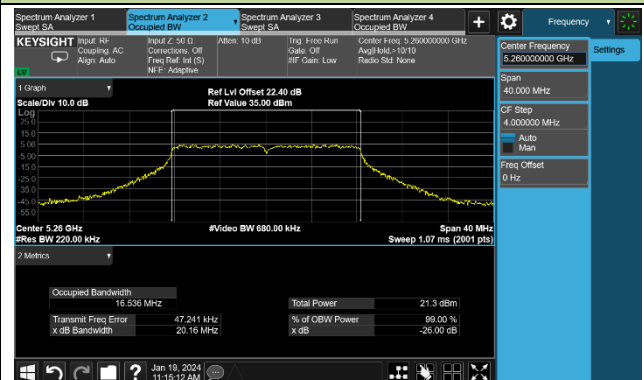 Spectrum Analyzer 1
Swept SA
Spectrum Analyzer 2
Occupied BW
Spectrum Analyzer 3
Swept SA
Spectrum Analyzer 4
Occupied BW
Frequency
KEYSIGHT
Input: RF
Coupling: AC
Align: Auto
Input Z: 50 Ω
Corrections: Off
Freq Ref: Int (S)
NFE: Adaptive
Atten: 10 dB
Trig: Free Run
Gate: Off
#IF Gain: Low
Center Freq: 5.260000000 GHz
Avg|Hold:>10/10
Radio Std: None
Center Frequency
5.260000000 GHz
Settings
Span
40.000 MHz
CF Step
4.000000 MHz
Auto
Man
Freq Offset
0 Hz
1 Graph
Scale/Div 10.0 dB
Ref Lvl Offset 22.40 dB
Ref Value 35.00 dBm
Log
25.0
15.0
5.00
-5.00
-15.0
-25.0
-35.0
-45.0
-55.0
Center 5.26 GHz
#Res BW 220.00 kHz
#Video BW 680.00 kHz
Span 40 MHz
Sweep 1.07 ms (2001 pts)
2 Metrics
Occupied Bandwidth
16.536 MHz
Total Power 21.3 dBm
Transmit Freq Error 47.241 kHz
% of OBW Power 99.00 %
x dB Bandwidth 20.16 MHz
x dB -26.00 dB
Jan 19, 2024
11:15:12 AM